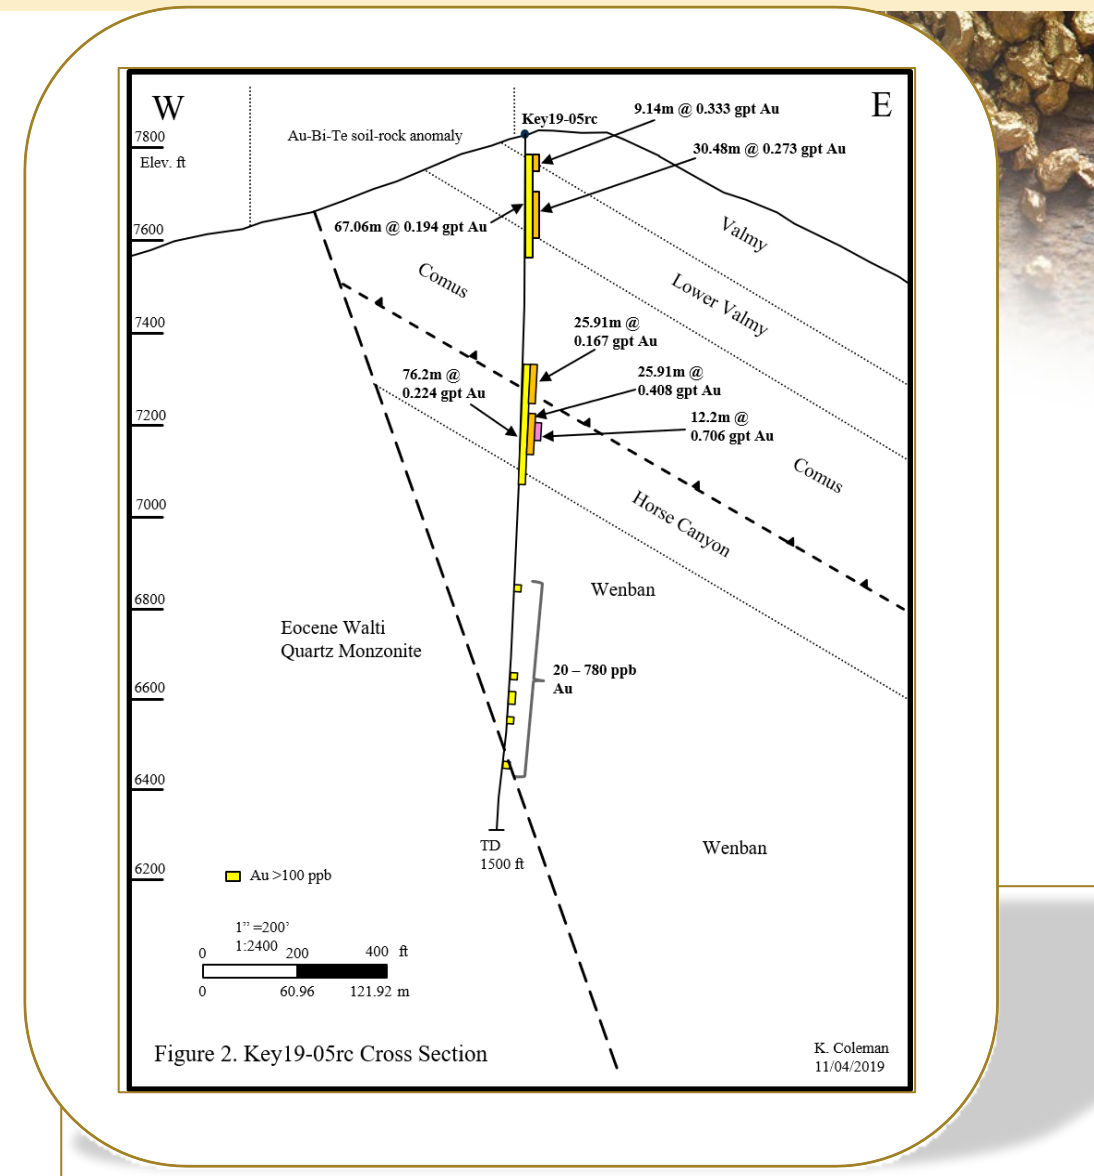 W
E
Key19-05rc
9.14m @ 0.333 gpt Au
30.48m @ 0.273 gpt Au
Au-Bi-Te soil-rock anomaly
7800
Elev. ft
67.06m @ 0.194 gpt Au
7600
Valmy
Comus
Lower Valmy
7400
25.91m @
0.167 gpt Au
76.2m @
0.224 gpt Au
25.91m @
0.408 gpt Au
12.2m @
0.706 gpt Au
7200
Comus
Horse Canyon
7000
6800
Wenban
Eocene Walti
Quartz Monzonite
20 – 780 ppb
Au
6600
6400
TD
1500 ft
Wenban
6200
Au >100 ppb
1” =200’
1:2400
0 200 400 ft
0 60.96 121.92 m
Figure 2. Key19-05rc Cross Section
K. Coleman
11/04/2019